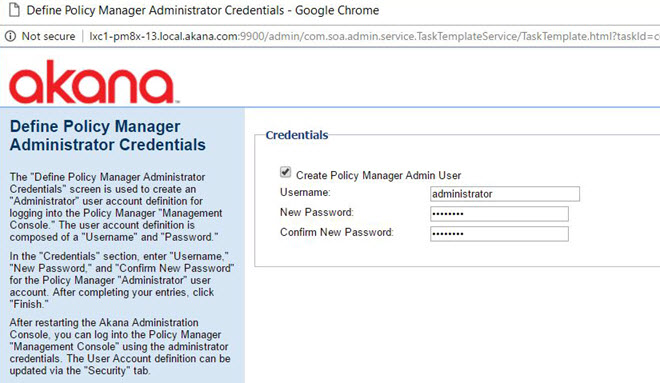 Define Policy Manager Administrator Credentials - Google Chrome
Not secure | lxc1-pm8x-13.local.akana.com:9900/admin/com.soa.admin.service.TaskTemplateService/TaskTemplate.html?taskId=c
akana
Define Policy Manager
Administrator Credentials
The "Define Policy Manager Administrator
Credentials" screen is used to create an
"Administrator" user account definition for
logging into the Policy Manager "Management
Console." The user account definition is
composed of a "Username" and "Password."
In the "Credentials" section, enter "Username,"
"New Password," and "Confirm New Password"
for the Policy Manager "Administrator" user
account. After completing your entries, click
"Finish."
After restarting the Akana Administration
Console, you can log into the Policy Manager
"Management Console" using the administrator
credentials. The User Account definition can be
updated via the "Security" tab.
Credentials
Create Policy Manager Admin User
Username: administrator
New Password: ••••••••
Confirm New Password: ••••••••